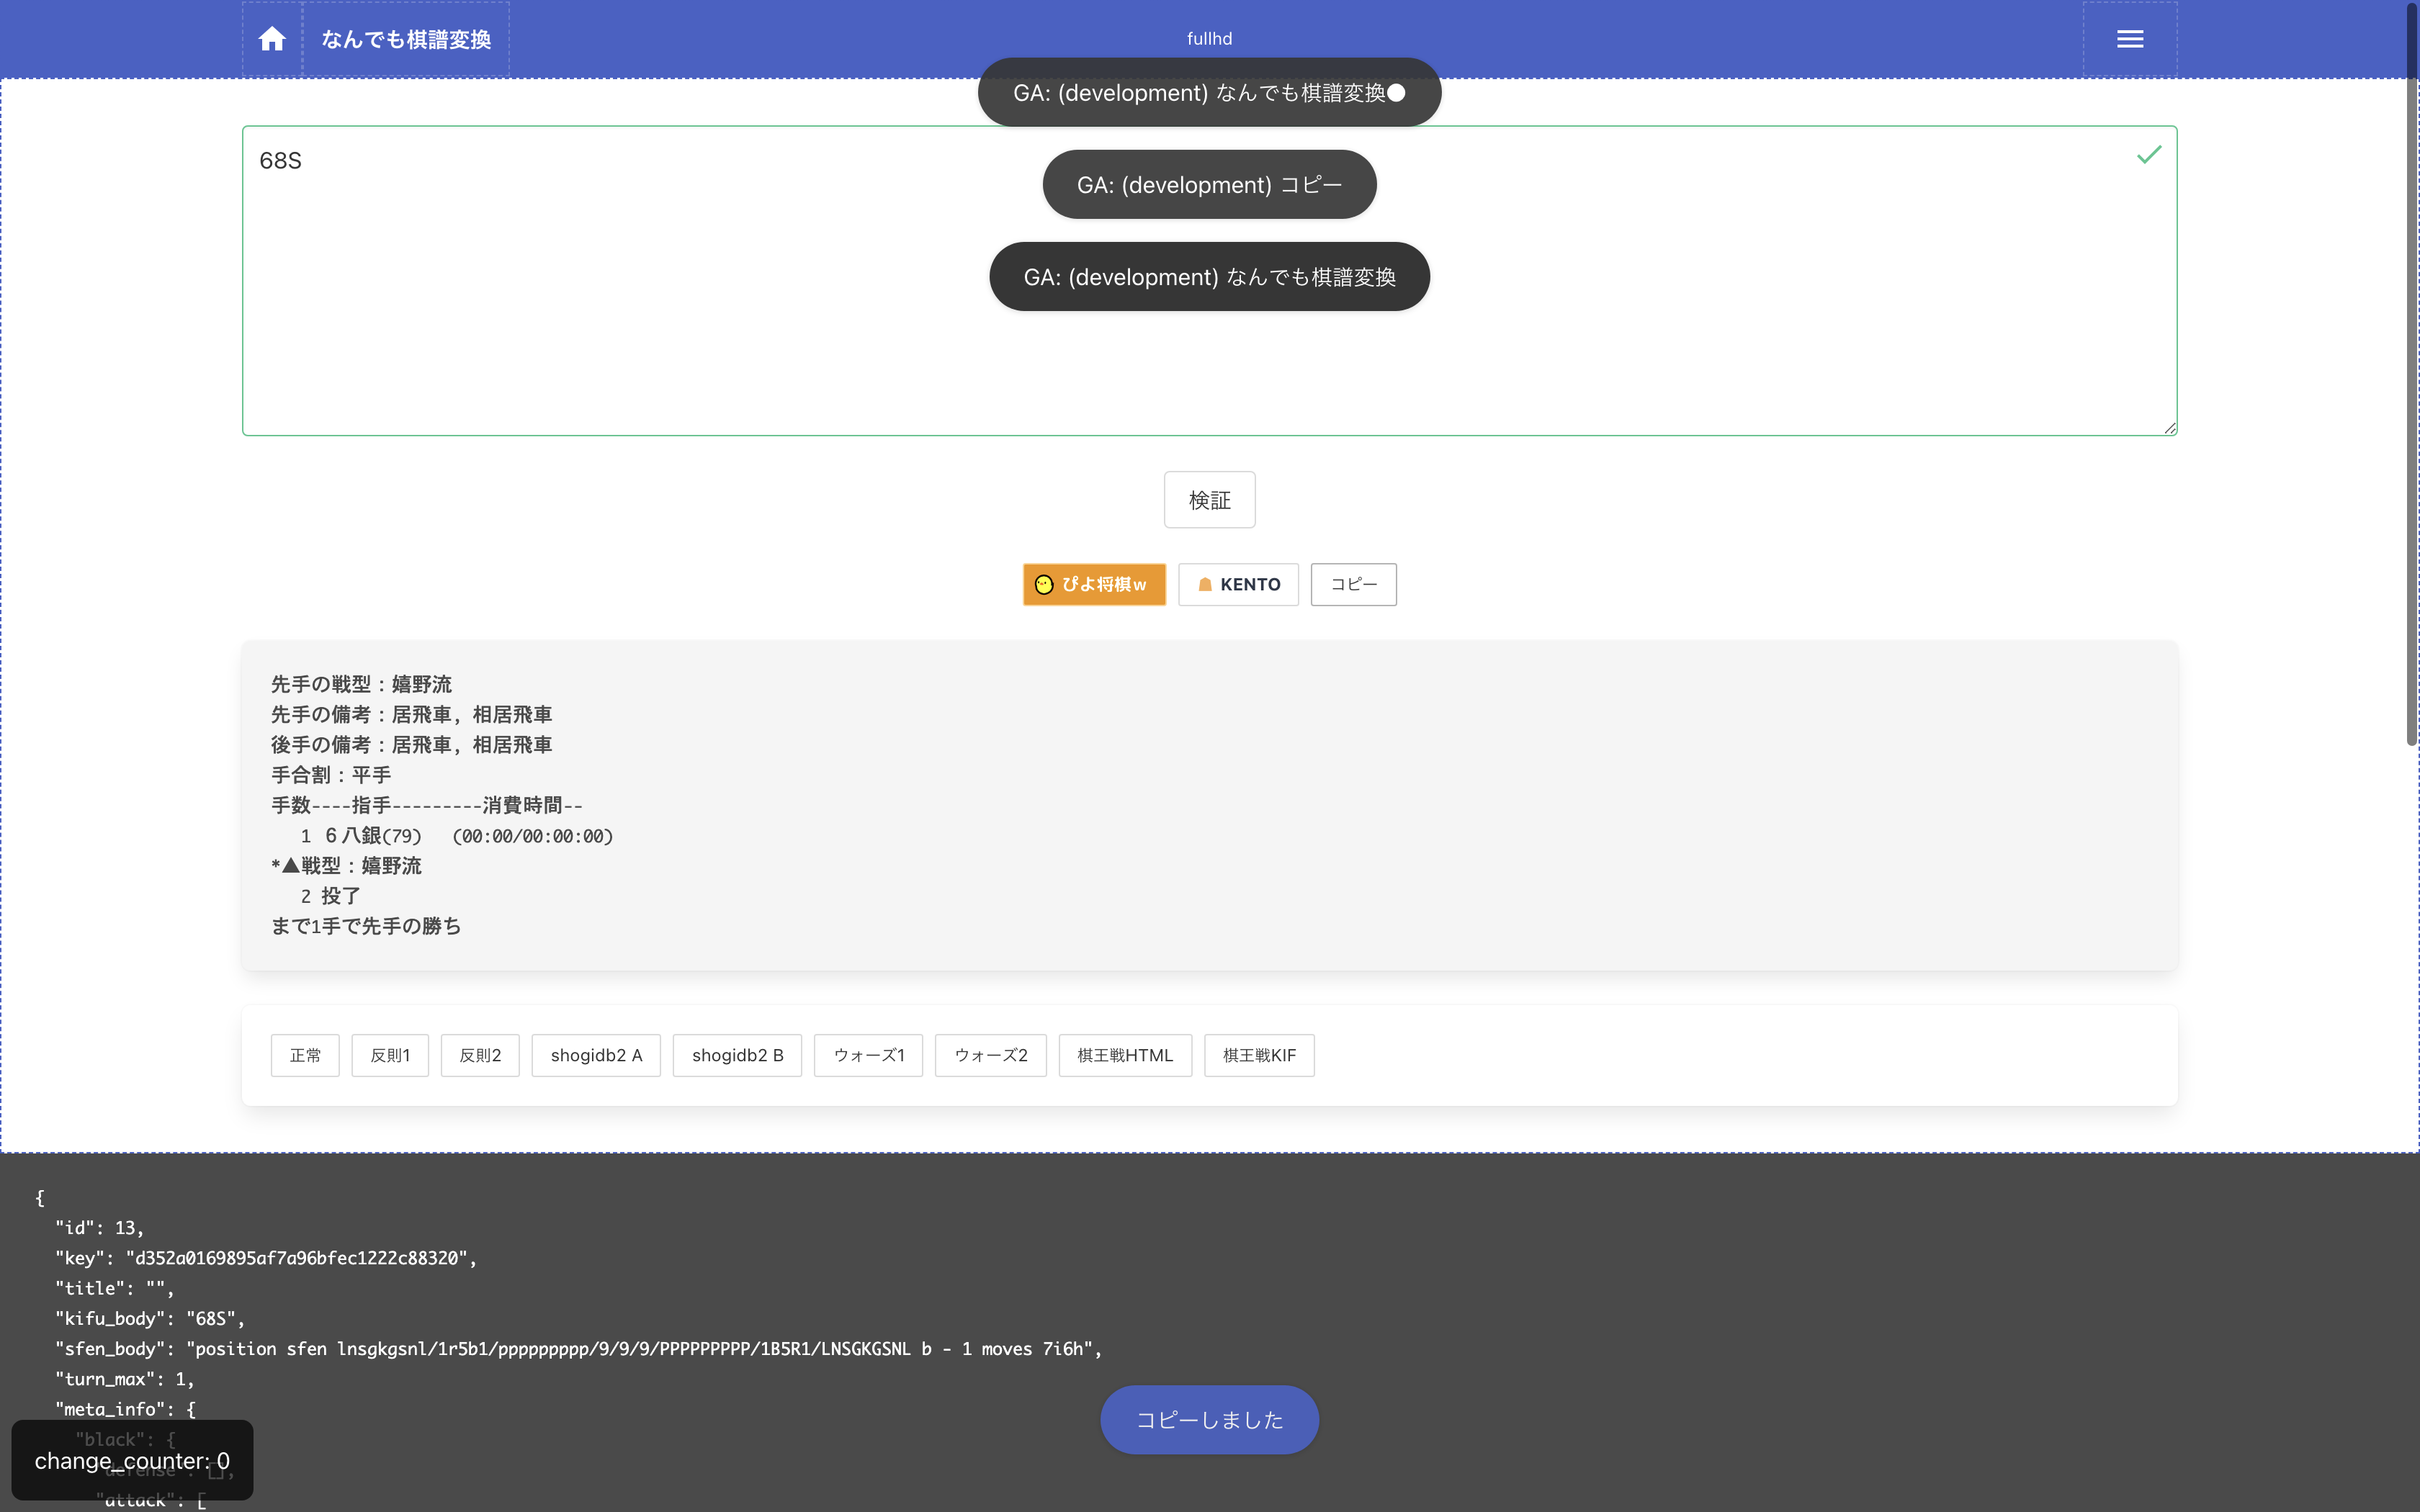 なんでも棋譜変換
fullhd
GA: (development) なんでも棋譜変換●
68S
GA: (development) コピー
GA: (development) なんでも棋譜変換
検証
ぴよ将棋w
KENTO
コピー
先手の戦型：嬉野流
先手の備考：居飛車, 相居飛車
後手の備考：居飛車, 相居飛車
手合割：平手
手数----指手---------消費時間--
1 ６八銀(79) (00:00/00:00:00)
*▲戦型：嬉野流
2 投了
まで1手で先手の勝ち
正常 反則1 反則2 shogidb2 A shogidb2 B ウォーズ1 ウォーズ2 棋王戦HTML 棋王戦KIF
{
"id": 13,
"key": "d352a0169895af7a96bfec1222c88320",
"title": "",
"kifu_body": "68S",
"sfen_body": "position sfen lnsgkgsnl/1r5b1/ppppppppp/9/9/9/PPPPPPPPP/1B5R1/LNSGKGSNL b - 1 moves 7i6h",
"turn_max": 1,
"meta_info": {
コピーしました
"black": {
change_counter: 0
"defense": [],
"attack": [